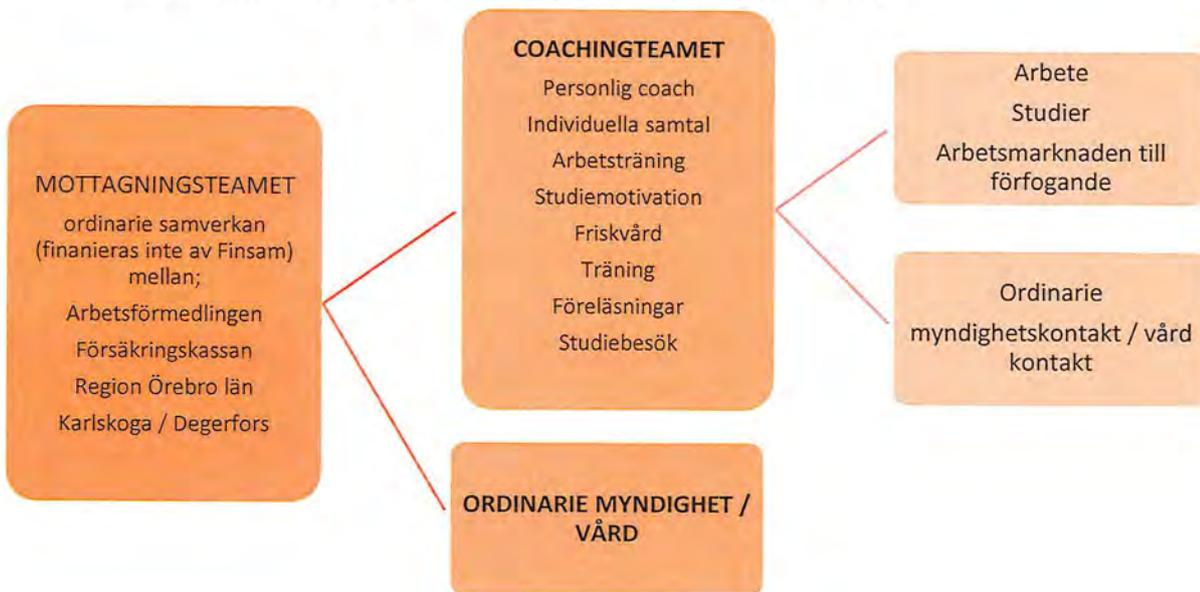 MOTTAGNINGSTEAMET
ordinarie samverkan
(finanieras inte av Finsam)
mellan;
Arbetsförmedlingen
Försäkringskassan
Region Örebro län
Karlskoga / Degerfors
COACHINGTEAMET
Personlig coach
Individuella samtal
Arbetsträning
Studiemotivation
Friskvård
Träning
Föreläsningar
Studiebesök
ORDINARIE MYNDIGHET /
VÅRD
Arbete
Studier
Arbetsmarknaden till
förfogande
Ordinarie
myndighetskontakt / vård
kontakt